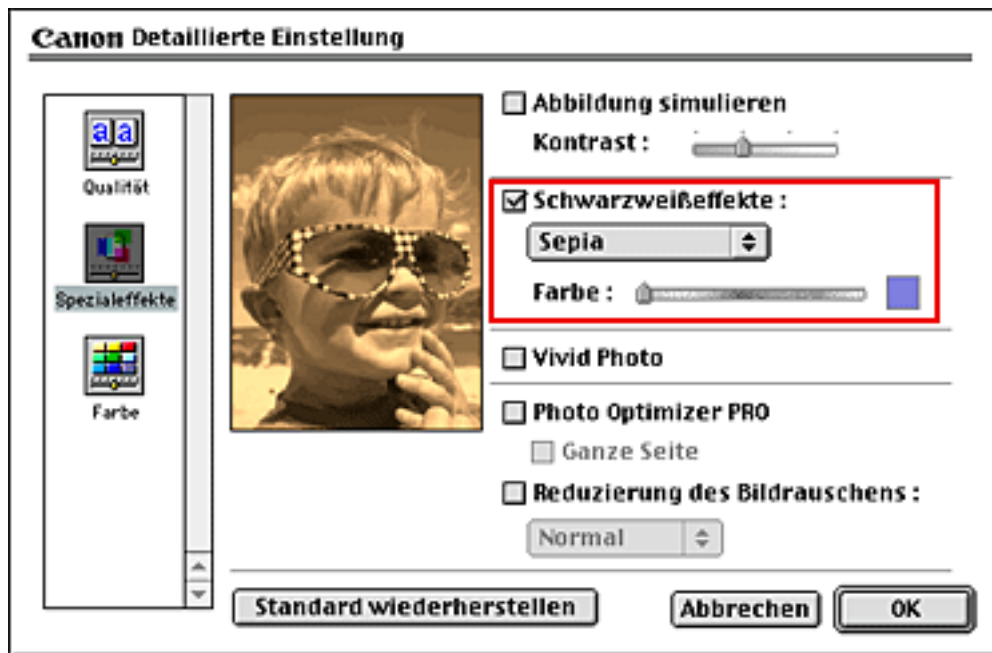 Canon Detaillierte Einstellung
Qualität
Spezialeffekte
Farbe
Abbildung simulieren
Kontrast :
Schwarzweißeffekte :
Sepia
Farbe :
Vivid Photo
Photo Optimizer PRO
Ganze Seite
Reduzierung des Bildrauschens :
Normal
Standard wiederherstellen
Abbrechen
OK